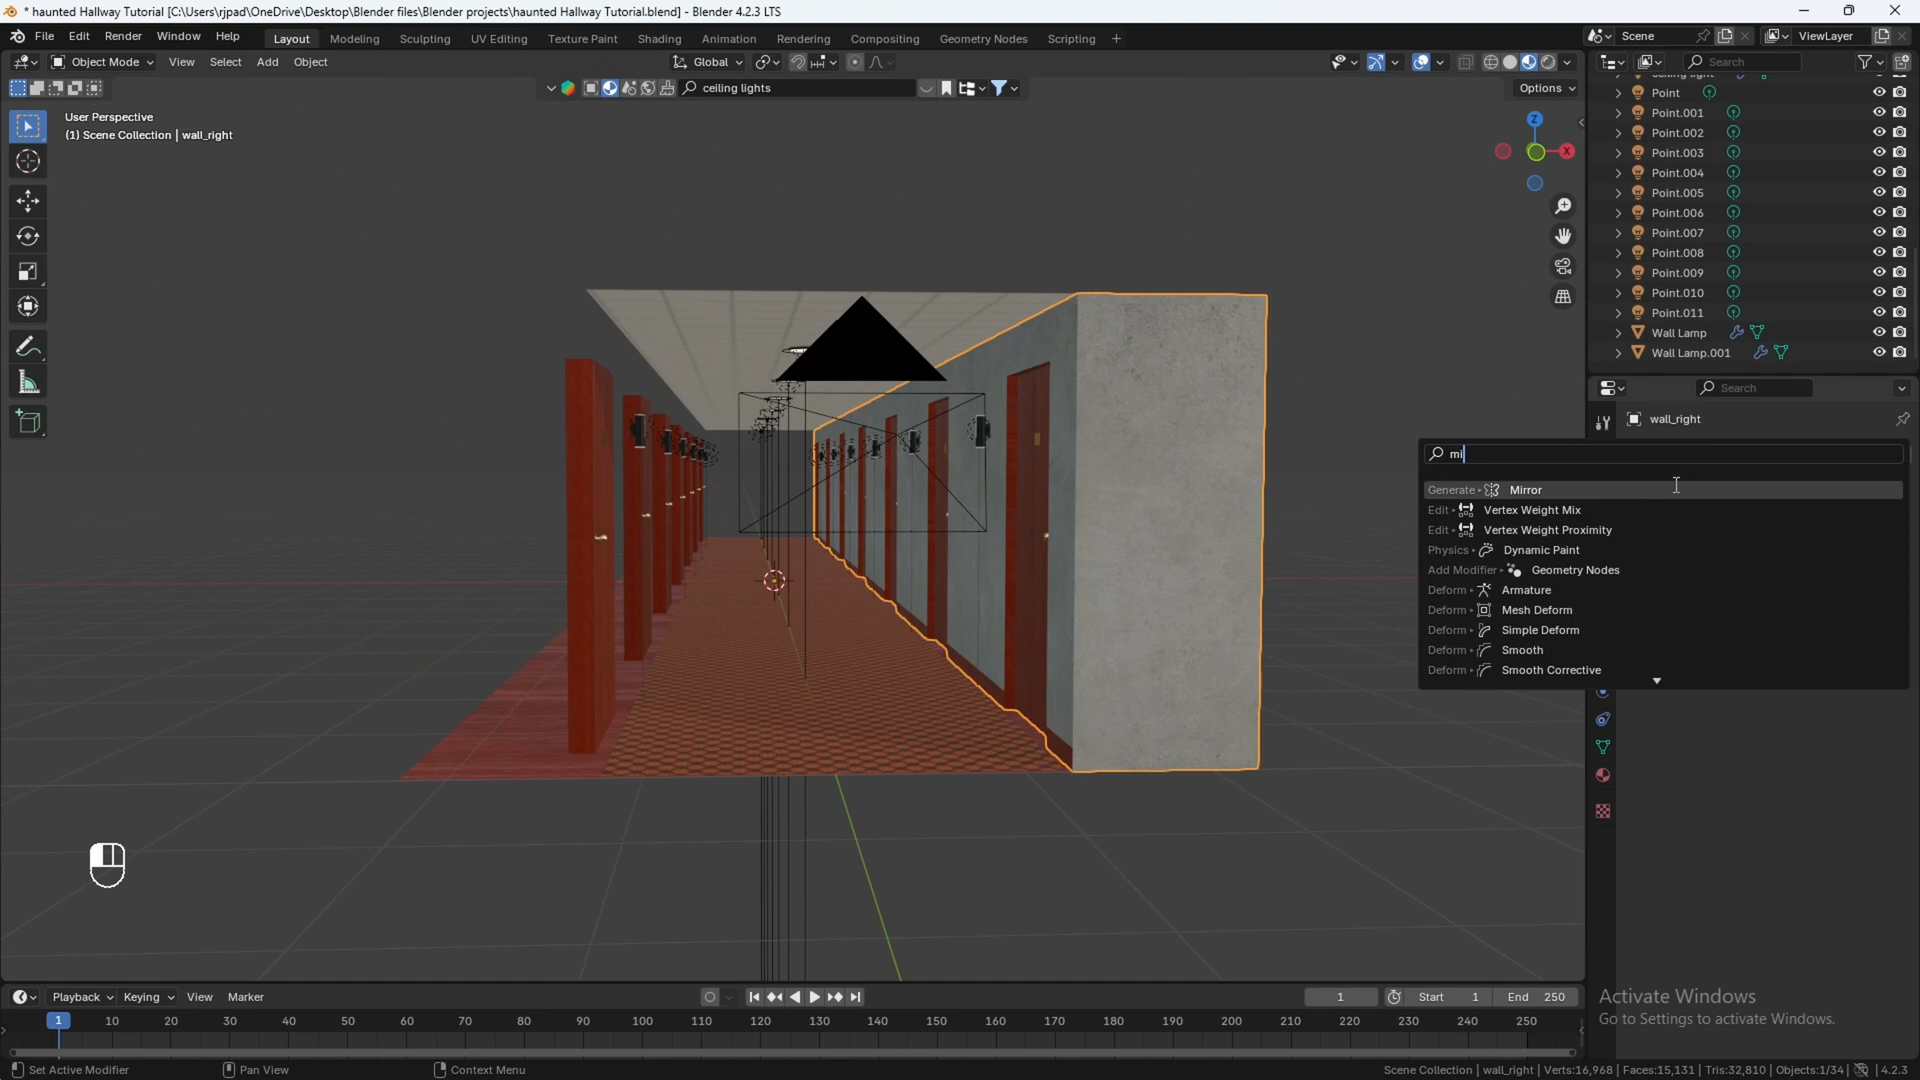 * haunted Hallway Tutorial [C:\Users\rjpad\OneDrive\Desktop\Blender files\Blender projects\haunted Hallway Tutorial.blend] - Blender 4.2.3 LTS
File Edit Render Window Help Layout Modeling Sculpting UV Editing Texture Paint Shading Animation Rendering Compositing Geometry Nodes Scripting + Scene ViewLayer
Object Mode View Select Add Object Global Search
ceiling lights Options
User Perspective
(1) Scene Collection | wall_right
Z
X
Point
Point.001
Point.002
Point.003
Point.004
Point.005
Point.006
Point.007
Point.008
Point.009
Point.010
Point.011
Wall Lamp
Wall Lamp.001
Search
wall_right
mi
Generate Mirror
Edit Vertex Weight Mix
Edit Vertex Weight Proximity
Physics Dynamic Paint
Add Modifier Geometry Nodes
Deform Armature
Deform Mesh Deform
Deform Simple Deform
Deform Smooth
Deform Smooth Corrective
Activate Windows
Go to Settings to activate Windows.
Playback Keying View Marker 1 Start 1 End 250
1 10 20 30 40 50 60 70 80 90 100 110 120 130 140 150 160 170 180 190 200 210 220 230 240 250
Set Active Modifier Pan View Context Menu Scene Collection | wall_right | Verts:16,968 | Faces:15,131 | Tris:32,810 | Objects:1/34 | 4.2.3